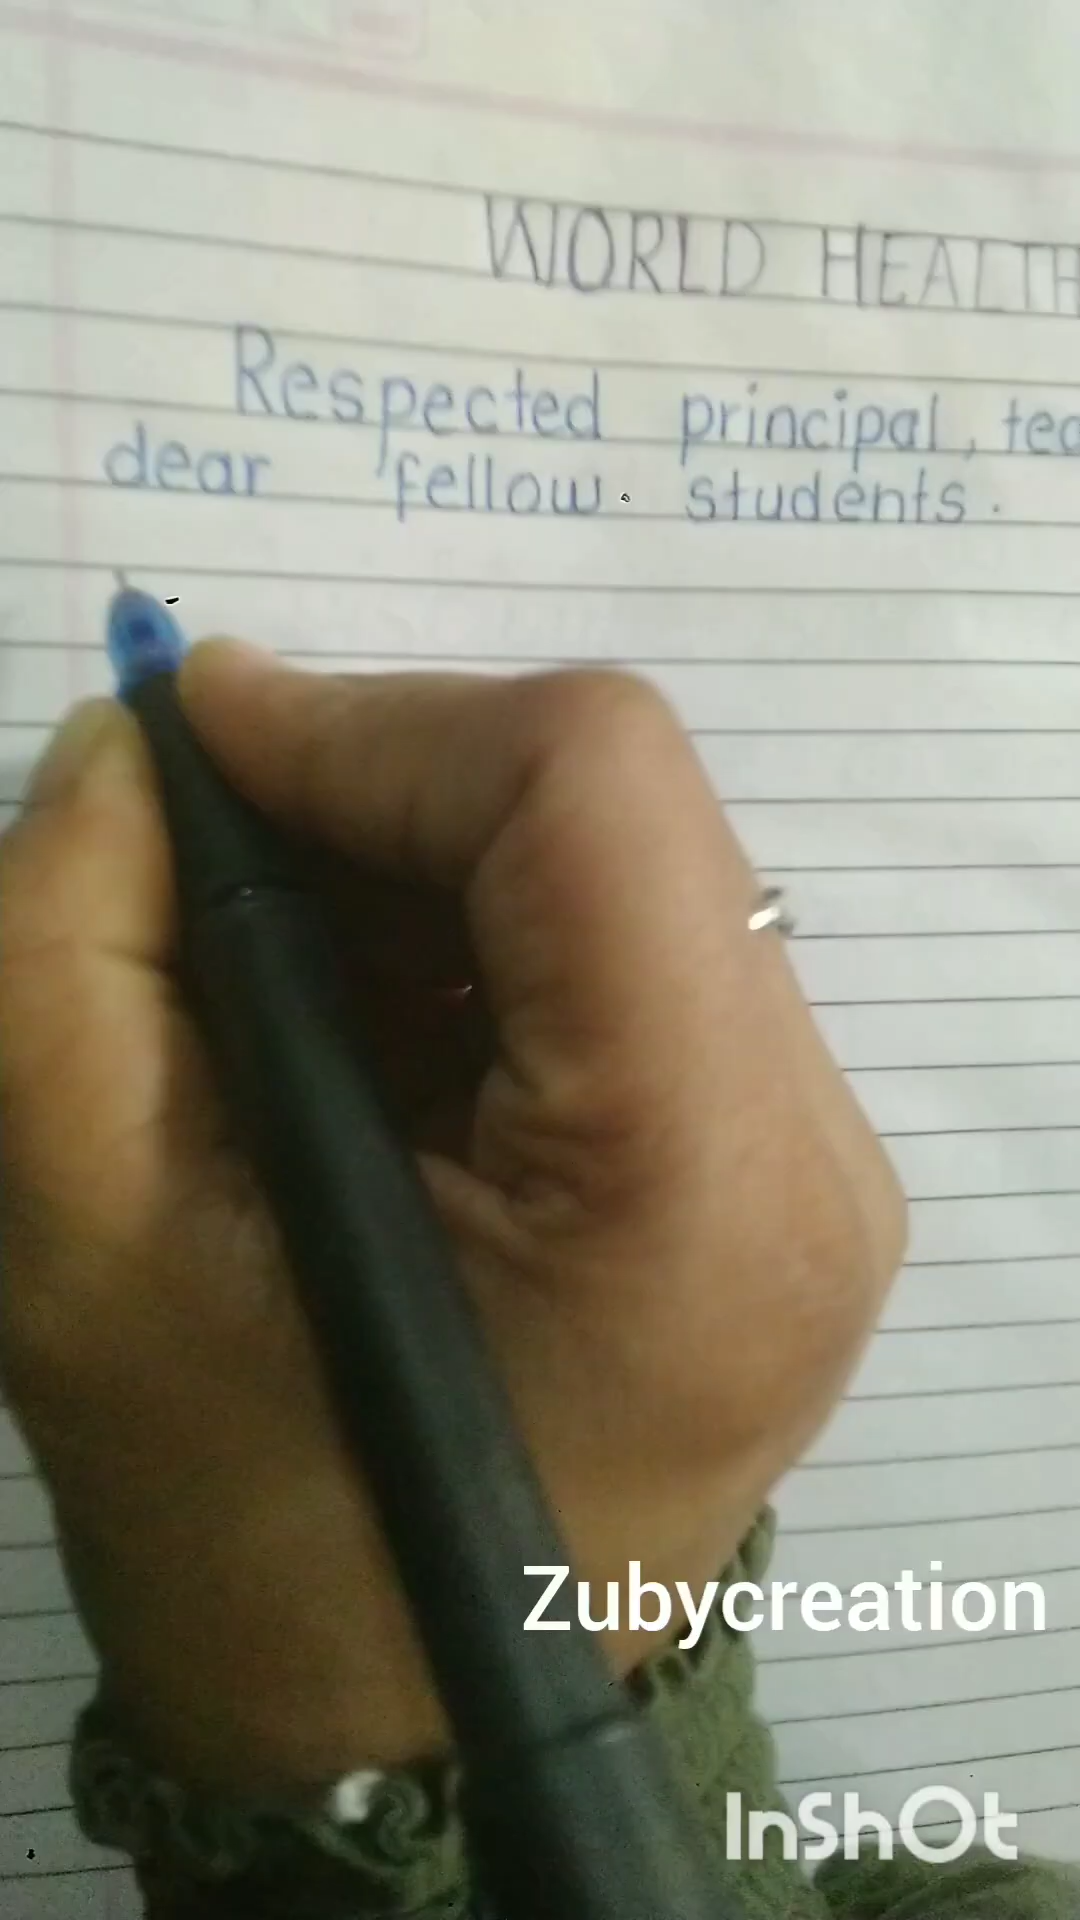 WORLD HEALTH
Respected principal,
dear fellow. students.
Zubycreation
InShOt